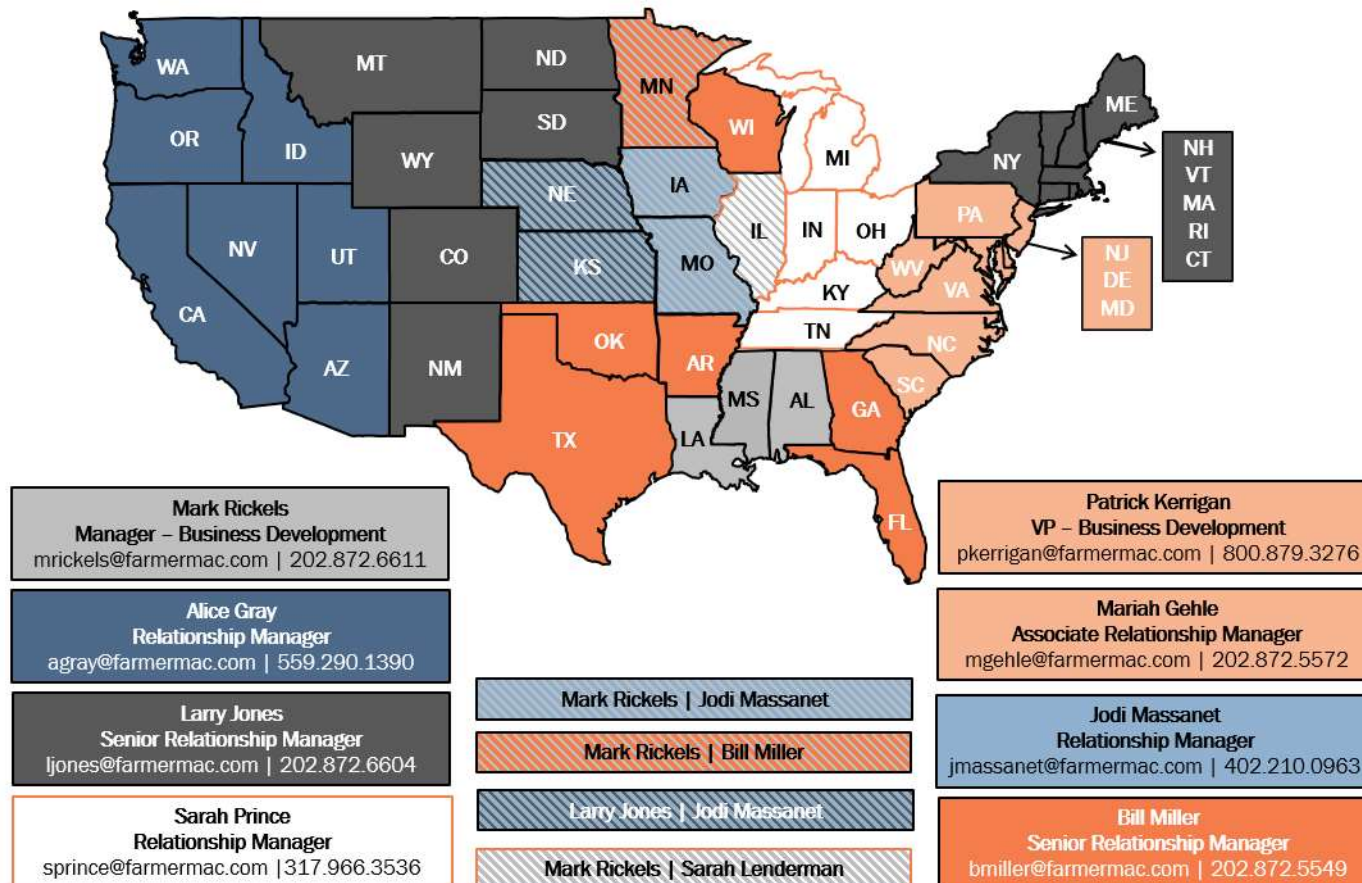 WA
MT
ND
MN
ME
OR
ID
SD
WI
WY
MI
NY
NH
VT
MA
RI
CT
NE
IA
PA
NV
UT
CO
IL
IN
OH
NJ
DE
MD
KS
MO
WV
VA
KY
CA
AZ
NM
OK
AR
TN
NC
SC
MS
AL
GA
TX
LA
FL
Mark Rickels
Manager – Business Development
mrickels@farmermac.com | 202.872.6611
Alice Gray
Relationship Manager
agray@farmermac.com | 559.290.1390
Larry Jones
Senior Relationship Manager
ljones@farmermac.com | 202.872.6604
Sarah Prince
Relationship Manager
sprince@farmermac.com |317.966.3536
Mark Rickels | Jodi Massanet
Mark Rickels | Bill Miller
Larry Jones | Jodi Massanet
Mark Rickels | Sarah Lenderman
Patrick Kerrigan
VP – Business Development
pkerrigan@farmermac.com | 800.879.3276
Mariah Gehle
Associate Relationship Manager
mgehle@farmermac.com | 202.872.5572
Jodi Massanet
Relationship Manager
jmassanet@farmermac.com | 402.210.0963
Bill Miller
Senior Relationship Manager
bmiller@farmermac.com | 202.872.5549